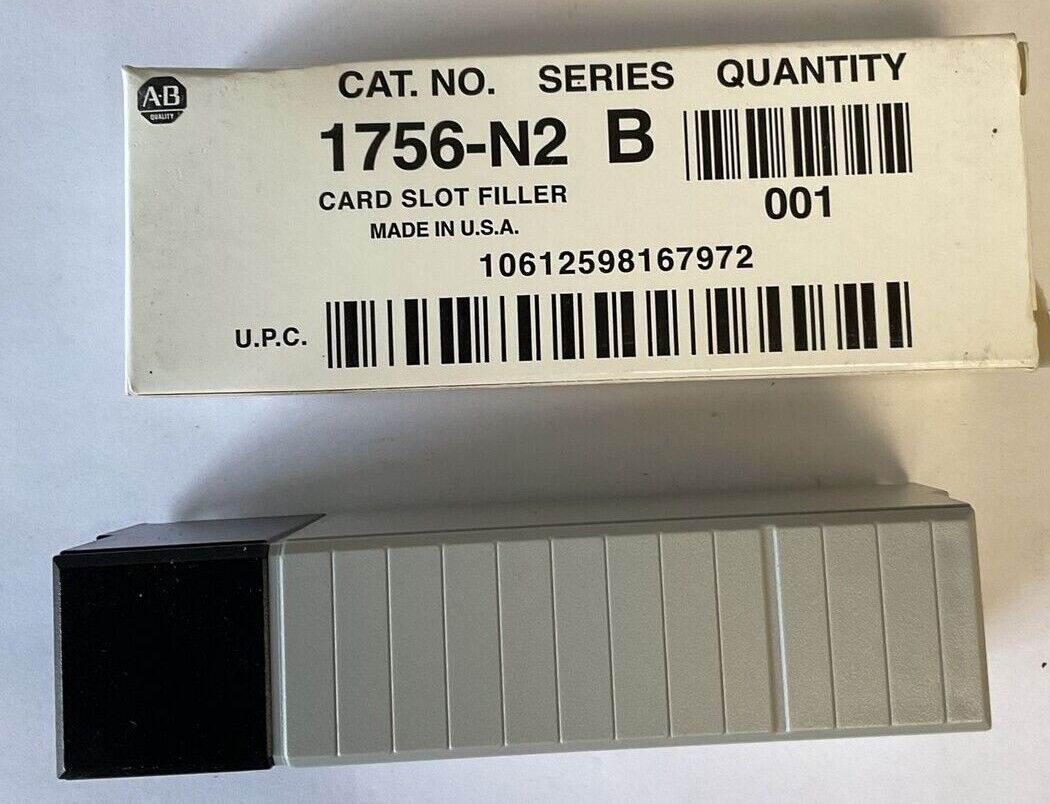 A-B
QUALITY
CAT. NO. SERIES QUANTITY
1756-N2 B
001
CARD SLOT FILLER
MADE IN U.S.A.
10612598167972
U.P.C.